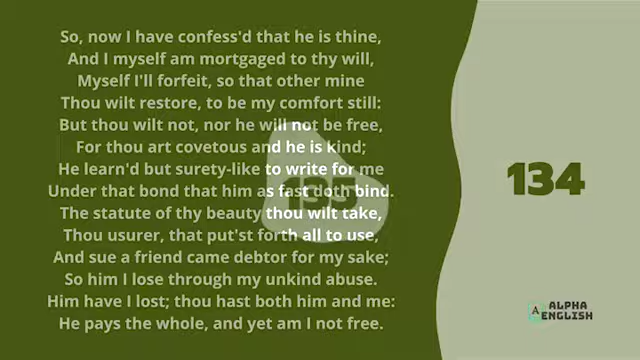 So, now I have confess'd that he is thine,
And I myself am mortgaged to thy will,
Myself I'll forfeit, so that other mine
Thou wilt restore, to be my comfort still:
But thou wilt not, nor he will not be free,
For thou art covetous and he is kind;
He learn'd but surety-like to write for me
Under that bond that him as fast doth bind.
The statute of thy beauty thou wilt take,
Thou usurer, that put'st forth all to use,
And sue a friend came debtor for my sake;
So him I lose through my unkind abuse.
Him have I lost; thou hast both him and me:
He pays the whole, and yet am I not free.
135
134
A
ALPHA
ENGLISH